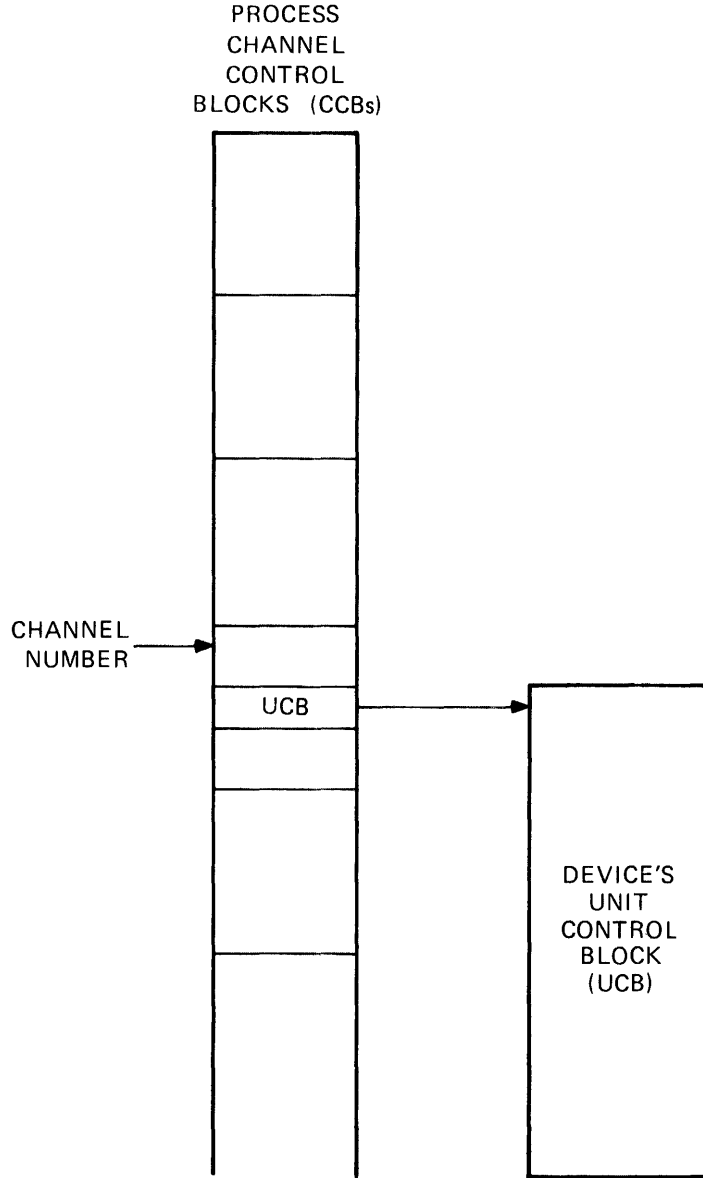 PROCESS
CHANNEL
CONTROL
BLOCKS (CCBs)
CHANNEL
NUMBER
UCB
DEVICE'S
UNIT
CONTROL
BLOCK
(UCB)